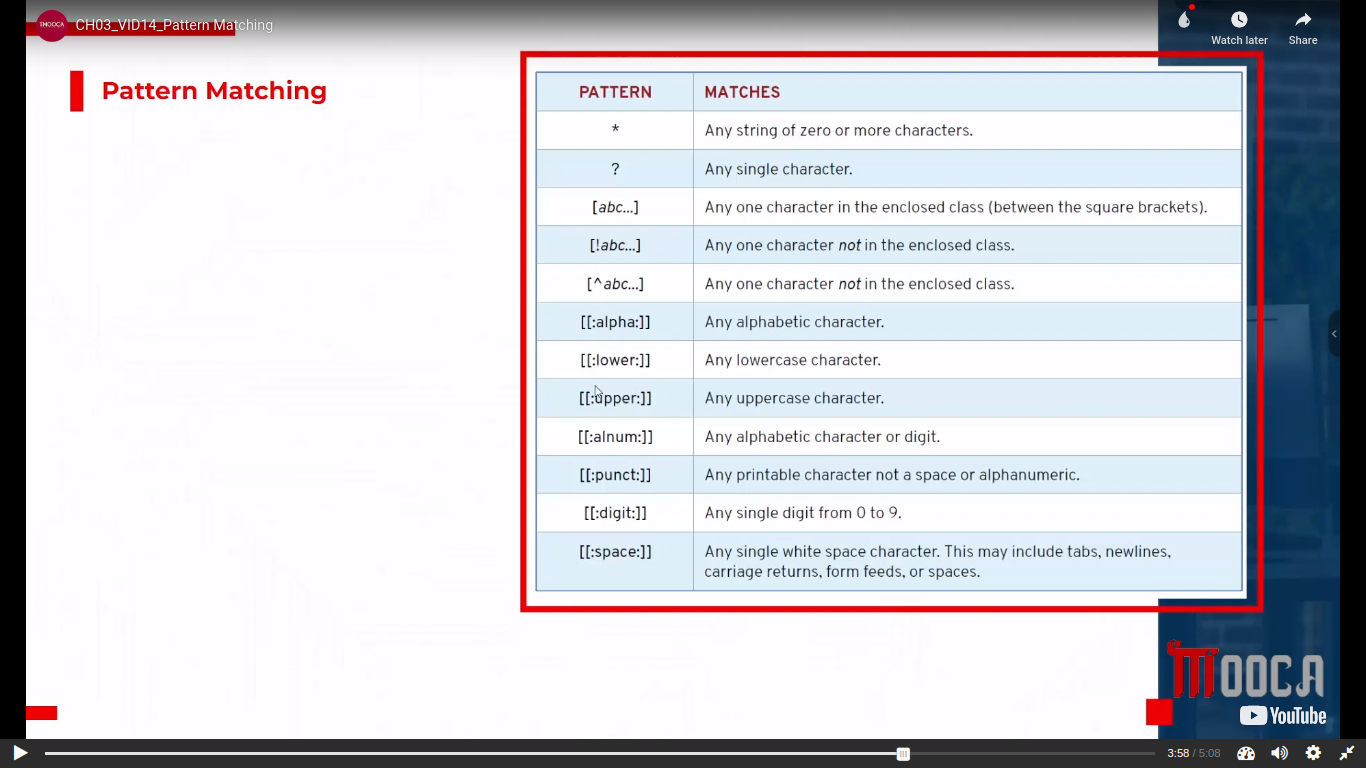 TMOOCA
CH03_VID14_Pattern Matching
Watch later
Share
Pattern Matching
PATTERN MATCHES
* Any string of zero or more characters.
? Any single character.
[abc...] Any one character in the enclosed class (between the square brackets).
[!abc...] Any one character not in the enclosed class.
[^abc...] Any one character not in the enclosed class.
[[:alpha:]] Any alphabetic character.
[[:lower:]] Any lowercase character.
[[:upper:]] Any uppercase character.
[[:alnum:]] Any alphabetic character or digit.
[[:punct:]] Any printable character not a space or alphanumeric.
[[:digit:]] Any single digit from 0 to 9.
[[:space:]] Any single white space character. This may include tabs, newlines,
carriage returns, form feeds, or spaces.
TMOOCA
YouTube
3:58 / 5:08